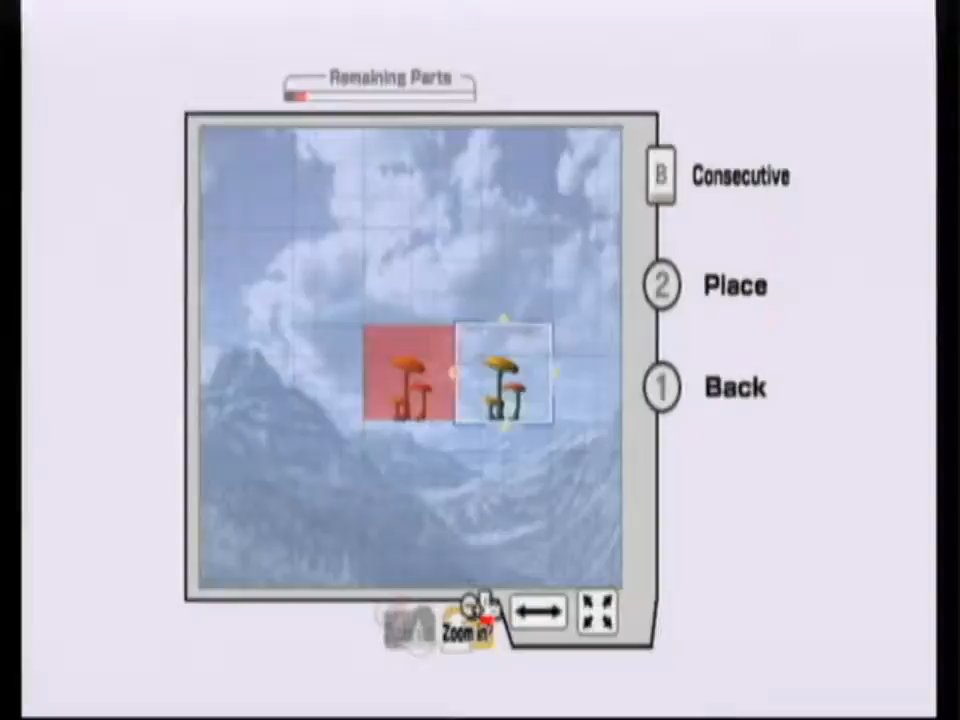 Remaining Parts
B Consecutive
2 Place
1 Back
Zoom in?